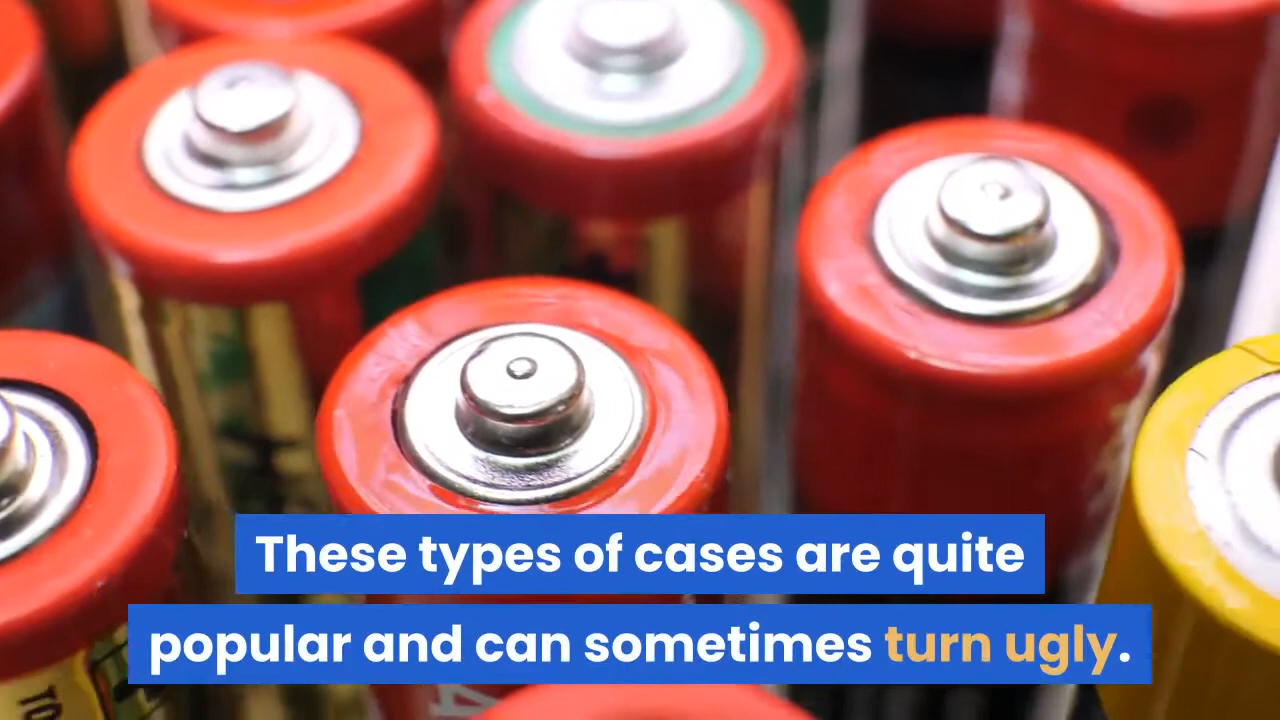 These types of cases are quite
popular and can sometimes turn ugly.